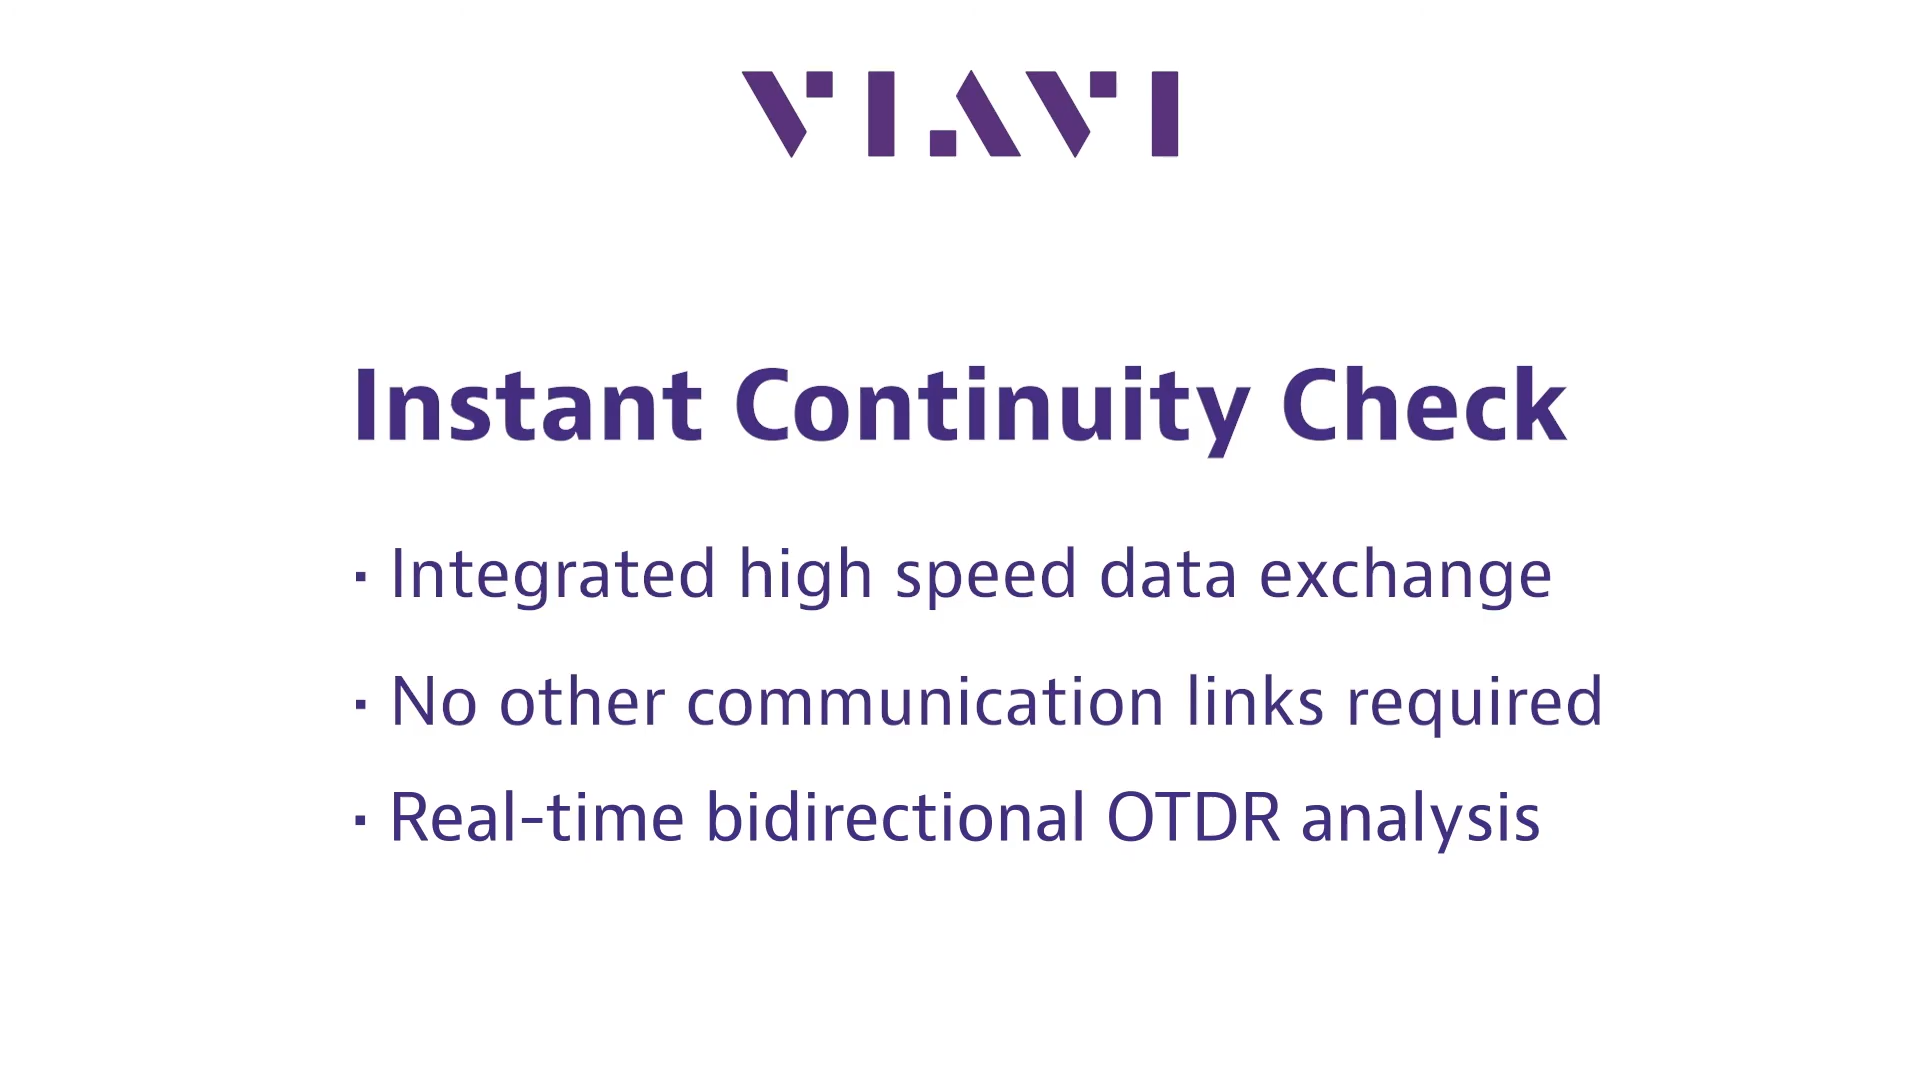 VIAVI
Instant Continuity Check
· Integrated high speed data exchange
· No other communication links required
· Real-time bidirectional OTDR analysis